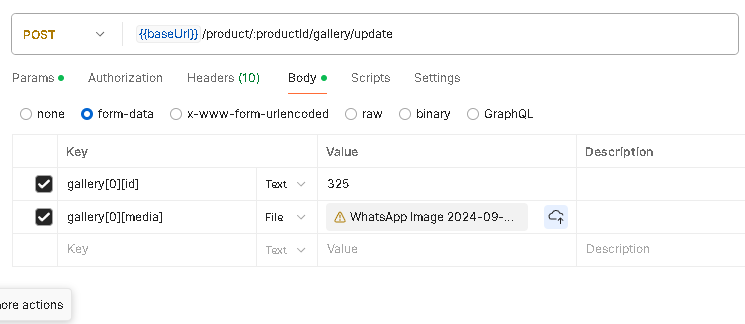 POST {{baseUrl}} /product/:productId/gallery/update
Params Authorization Headers (10) Body Scripts Settings
none form-data x-www-form-urlencoded raw binary GraphQL
Key Value Description
gallery[0][id] Text 325
gallery[0][media] File WhatsApp Image 2024-09-...
Key Text Value Description
ore actions